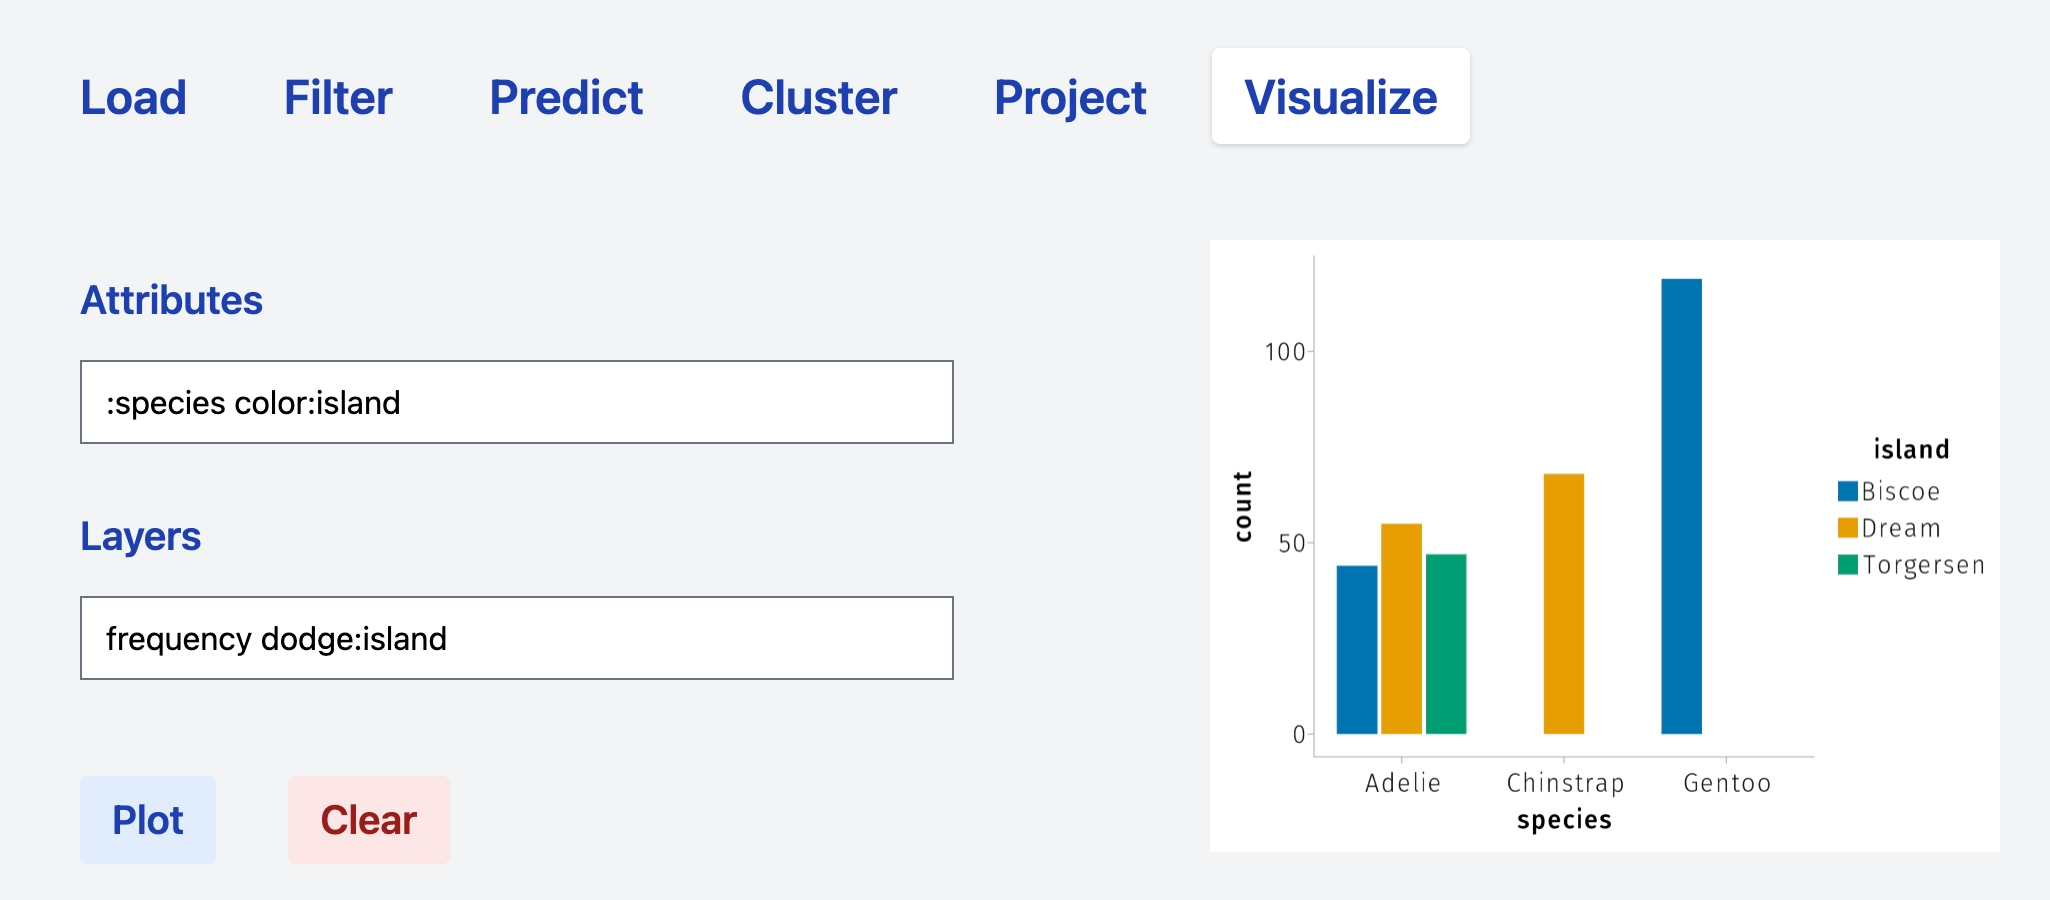 Load Filter Predict Cluster Project Visualize
Attributes
:species color:island
Layers
frequency dodge:island
Plot Clear
100
50
0
count
Adelie Chinstrap Gentoo
species
island
Biscoe
Dream
Torgersen